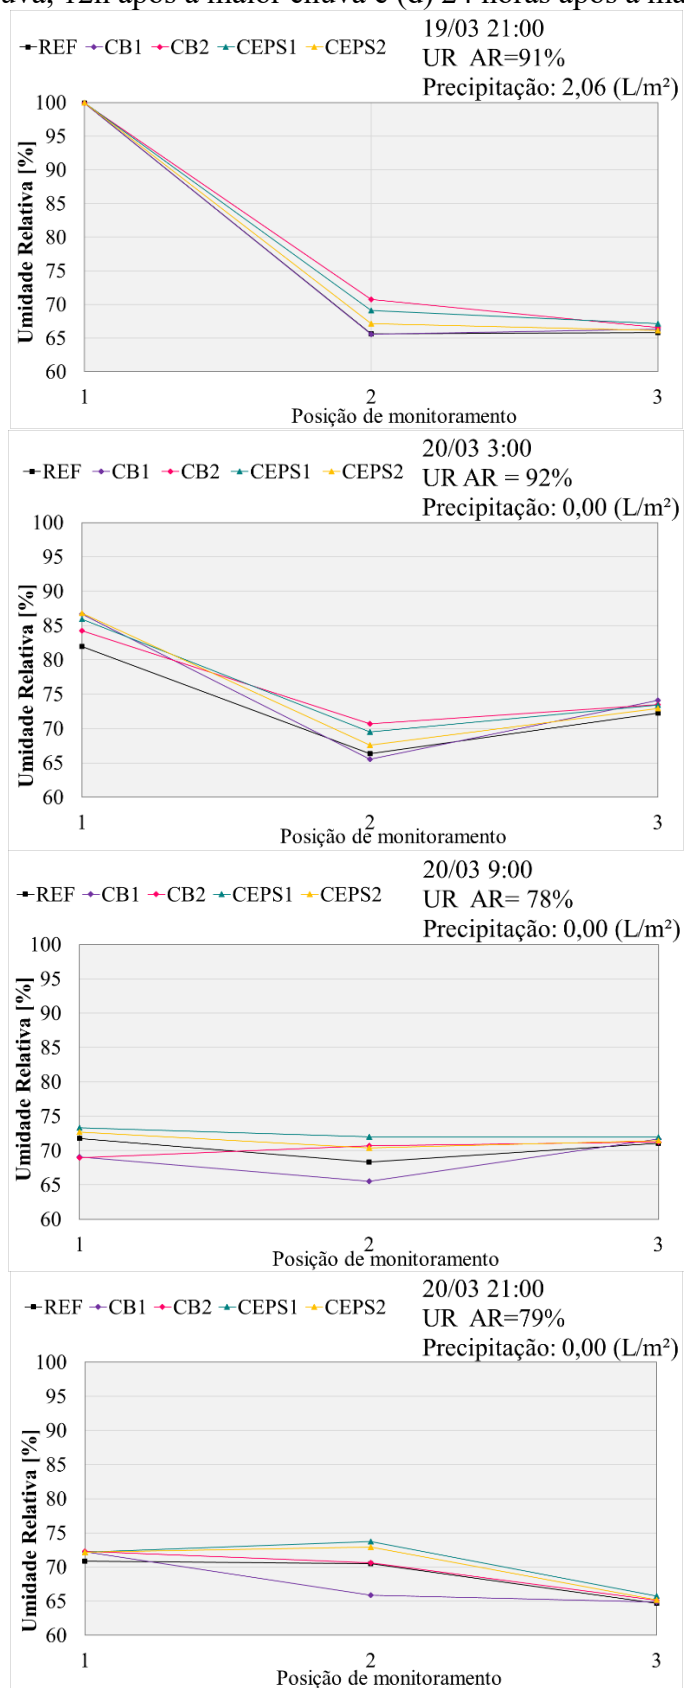 uva, 12h após a maior chuva e (d) 24 horas após a ma
REF CB1 CB2 CEPS1 CEPS2
19/03 21:00
UR AR=91%
Precipitação: 2,06 (L/m²)
Umidade Relativa [%]
100
95
90
85
80
75
70
65
60
1 2 3
Posição de monitoramento
REF CB1 CB2 CEPS1 CEPS2
20/03 3:00
UR AR = 92%
Precipitação: 0,00 (L/m²)
Umidade Relativa [%]
100
95
90
85
80
75
70
65
60
1 2 3
Posição de monitoramento
REF CB1 CB2 CEPS1 CEPS2
20/03 9:00
UR AR= 78%
Precipitação: 0,00 (L/m²)
Umidade Relativa [%]
100
95
90
85
80
75
70
65
60
1 2 3
Posição de monitoramento
REF CB1 CB2 CEPS1 CEPS2
20/03 21:00
UR AR=79%
Precipitação: 0,00 (L/m²)
Umidade Relativa [%]
100
95
90
85
80
75
70
65
60
1 2 3
Posição de monitoramento